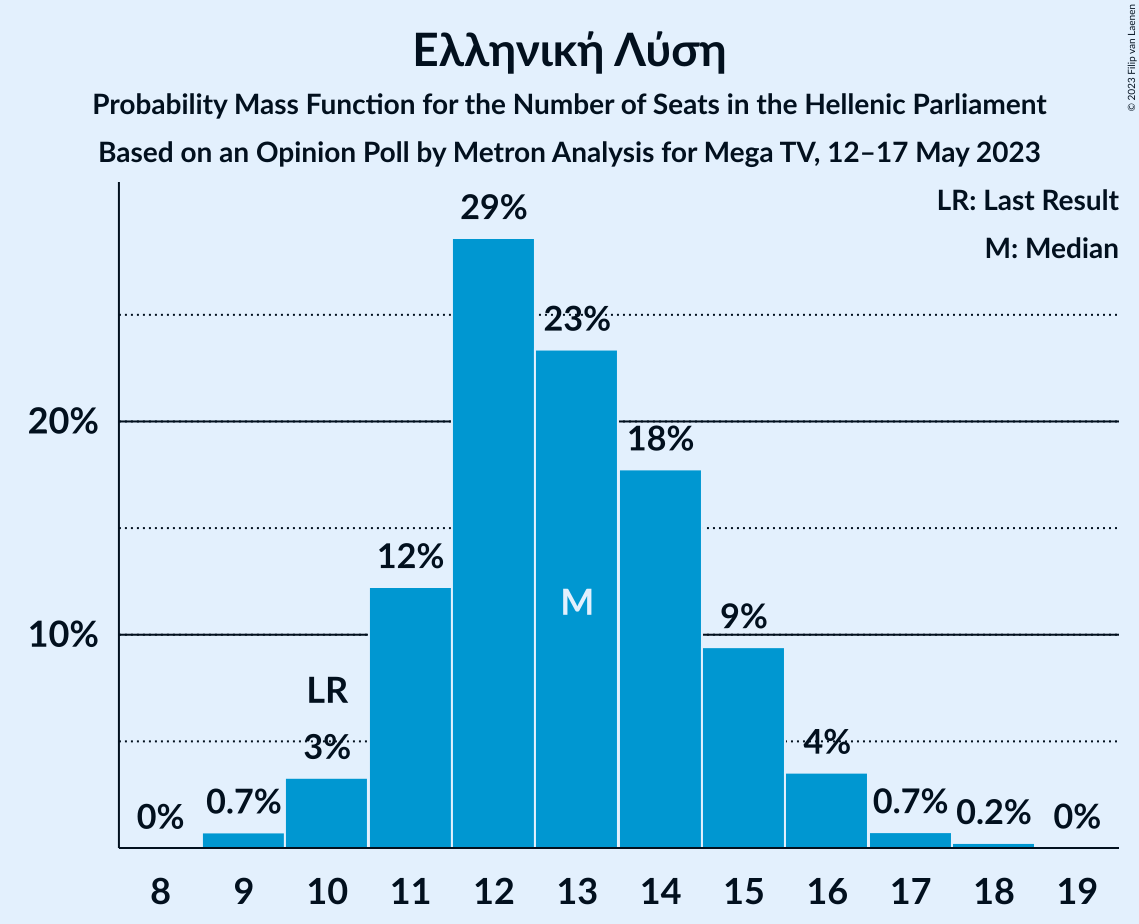 Ελληνική Λύση
Probability Mass Function for the Number of Seats in the Hellenic Parliament
Based on an Opinion Poll by Metron Analysis for Mega TV, 12–17 May 2023
© 2023 Filip van Laenen
LR: Last Result
M: Median
29%
23%
20%
18%
12%
M
9%
10%
LR
3%
4%
0%
0.7%
0.7%
0.2%
0%
8 9 10 11 12 13 14 15 16 17 18 19